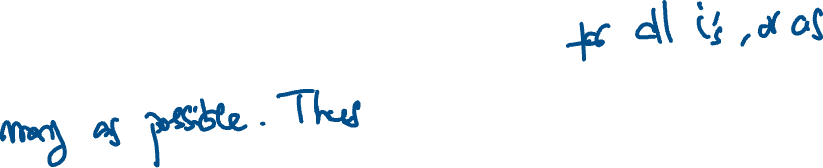 for all i's, or as
many as possible. Thus